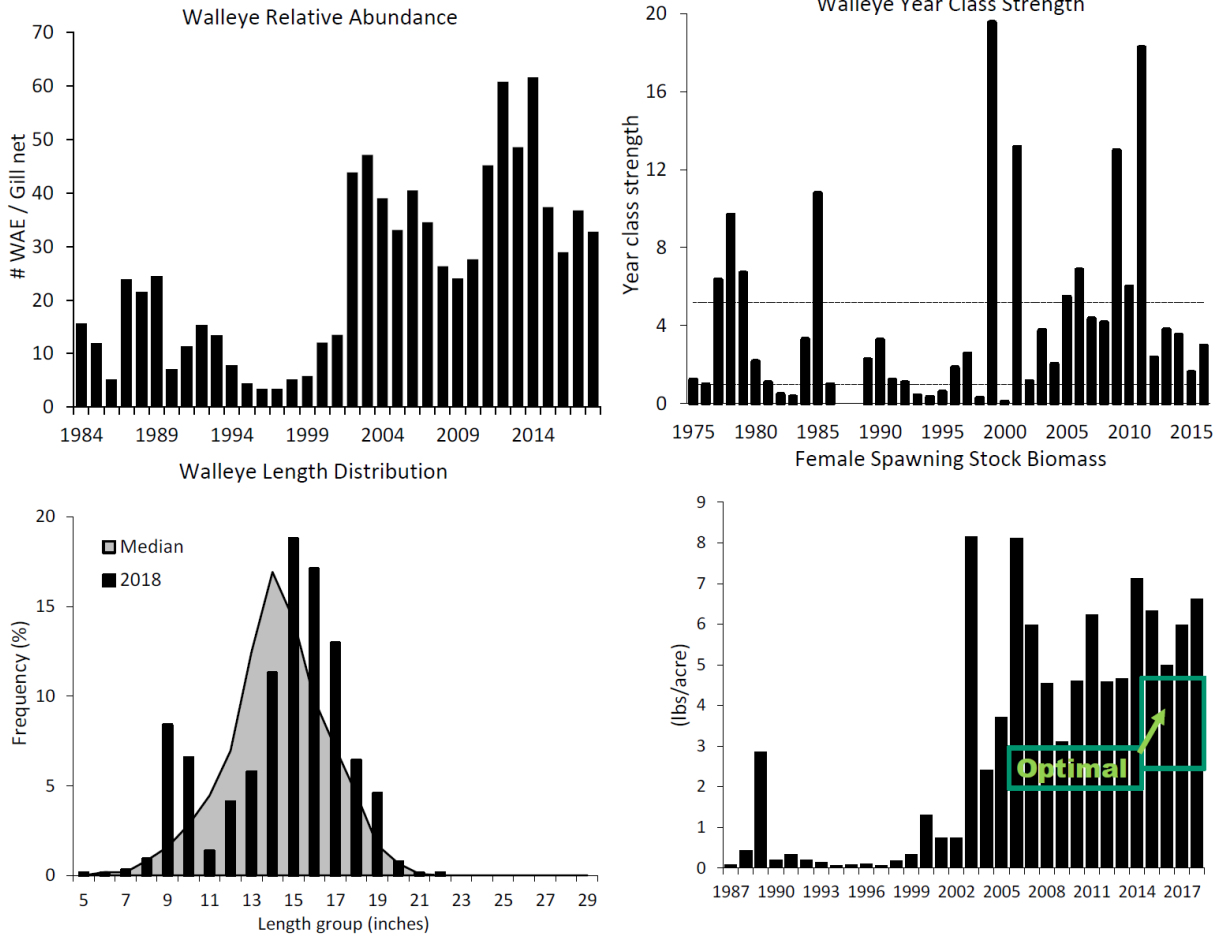 Walleye Relative Abundance
# WAE / Gill net
70
60
50
40
30
20
10
0
1984 1989 1994 1999 2004 2009 2014
Walleye Year Class Strength
Year class strength
20
16
12
8
4
0
1975 1980 1985 1990 1995 2000 2005 2010 2015
Walleye Length Distribution
Frequency (%)
20
15
10
5
0
Median
2018
5 7 9 11 13 15 17 19 21 23 25 27 29
Length group (inches)
Female Spawning Stock Biomass
(lbs/acre)
9
8
7
6
5
4
3
2
1
0
Optimal
1987 1990 1993 1996 1999 2002 2005 2008 2011 2014 2017